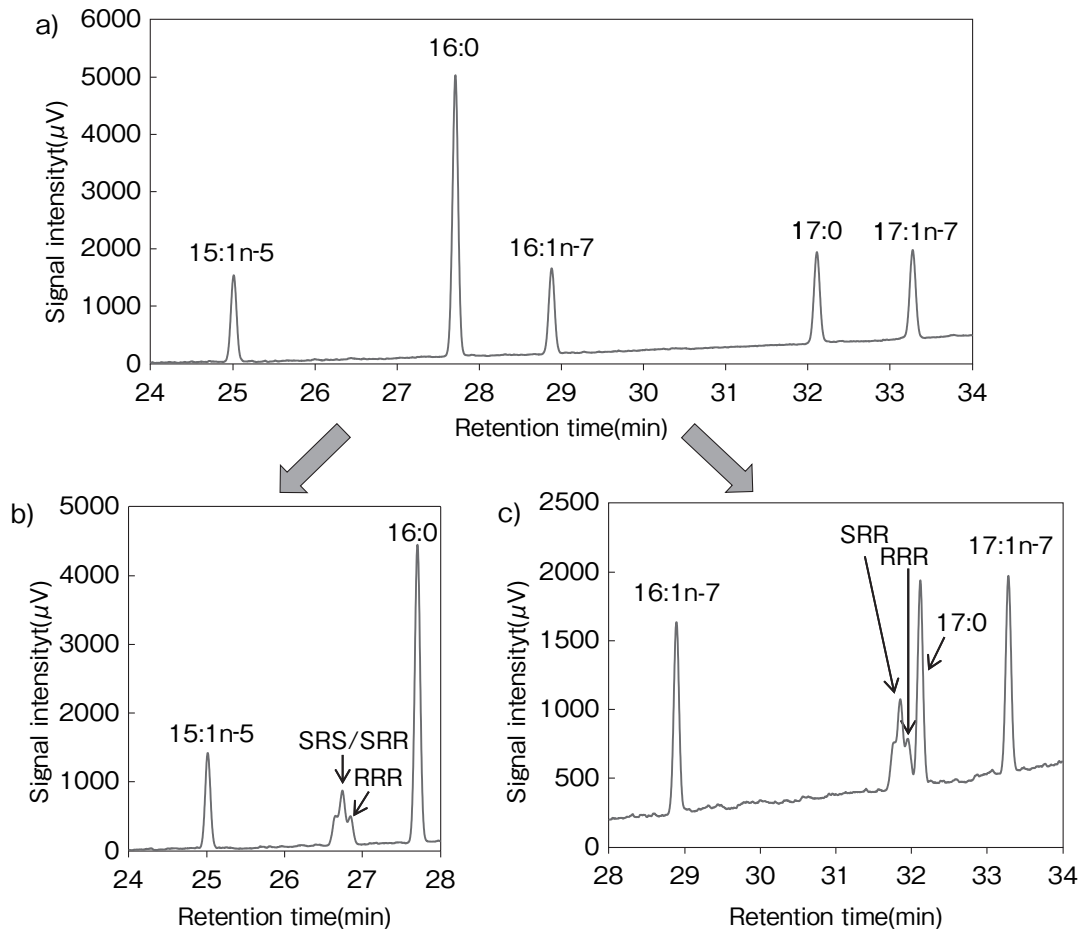 a)
6000
5000
4000
3000
2000
1000
0
Signal intensityt(μV)
15:1n-5
16:0
16:1n-7
17:0
17:1n-7
24 25 26 27 28 29 30 31 32 33 34
Retention time(min)
b)
5000
4000
3000
2000
1000
0
Signal intensityt(μV)
16:0
15:1n-5
SRS/SRR
RRR
24 25 26 27 28
Retention time(min)
c)
2500
2000
1500
1000
500
0
Signal intensityt(μV)
SRR
RRR
17:1n-7
16:1n-7
17:0
28 29 30 31 32 33 34
Retention time(min)